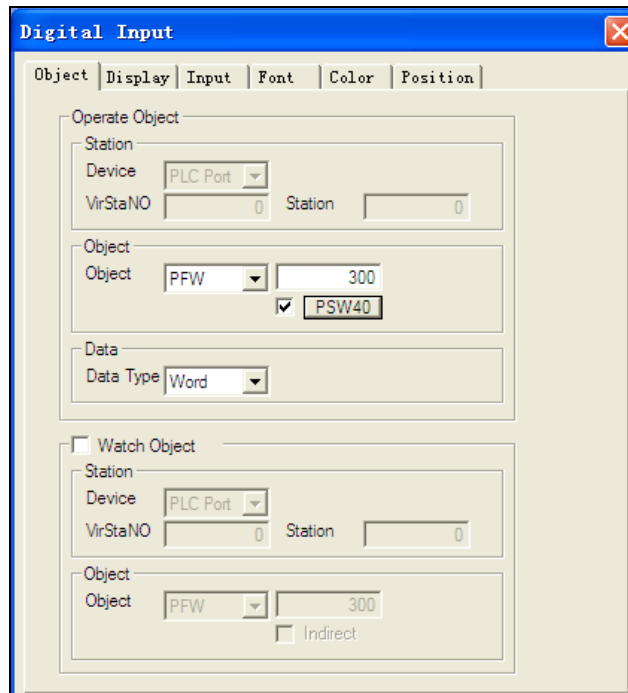 Digital Input
Object Display Input Font Color Position
Operate Object
Station
Device PLC Port
VirStaNO 0 Station 0
Object
Object PFW 300
PSW40
Data
Data Type Word
Watch Object
Station
Device PLC Port
VirStaNO 0 Station 0
Object
Object PFW 300
Indirect